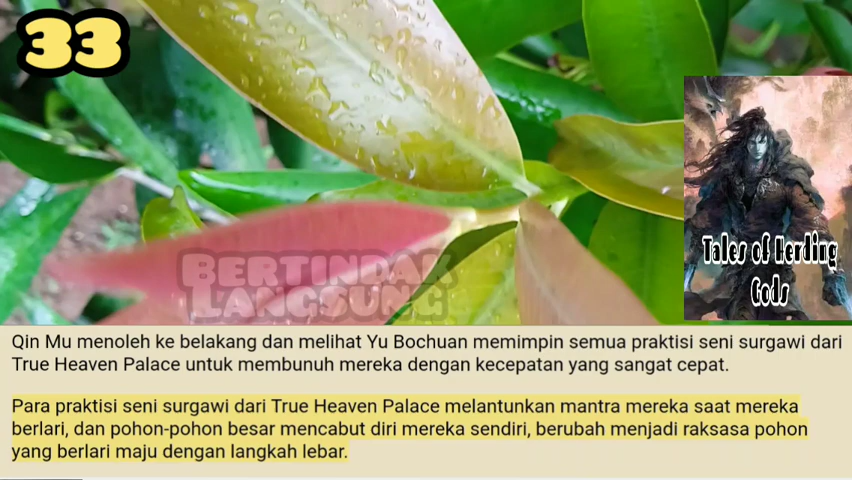 33
Tales of Herding
Gods
BERTINDAK
LANGSUNG
Qin Mu menoleh ke belakang dan melihat Yu Bochuan memimpin semua praktisi seni surgawi dari
True Heaven Palace untuk membunuh mereka dengan kecepatan yang sangat cepat.
Para praktisi seni surgawi dari True Heaven Palace melantunkan mantra mereka saat mereka
berlari, dan pohon-pohon besar mencabut diri mereka sendiri, berubah menjadi raksasa pohon
yang berlari maju dengan langkah lebar.